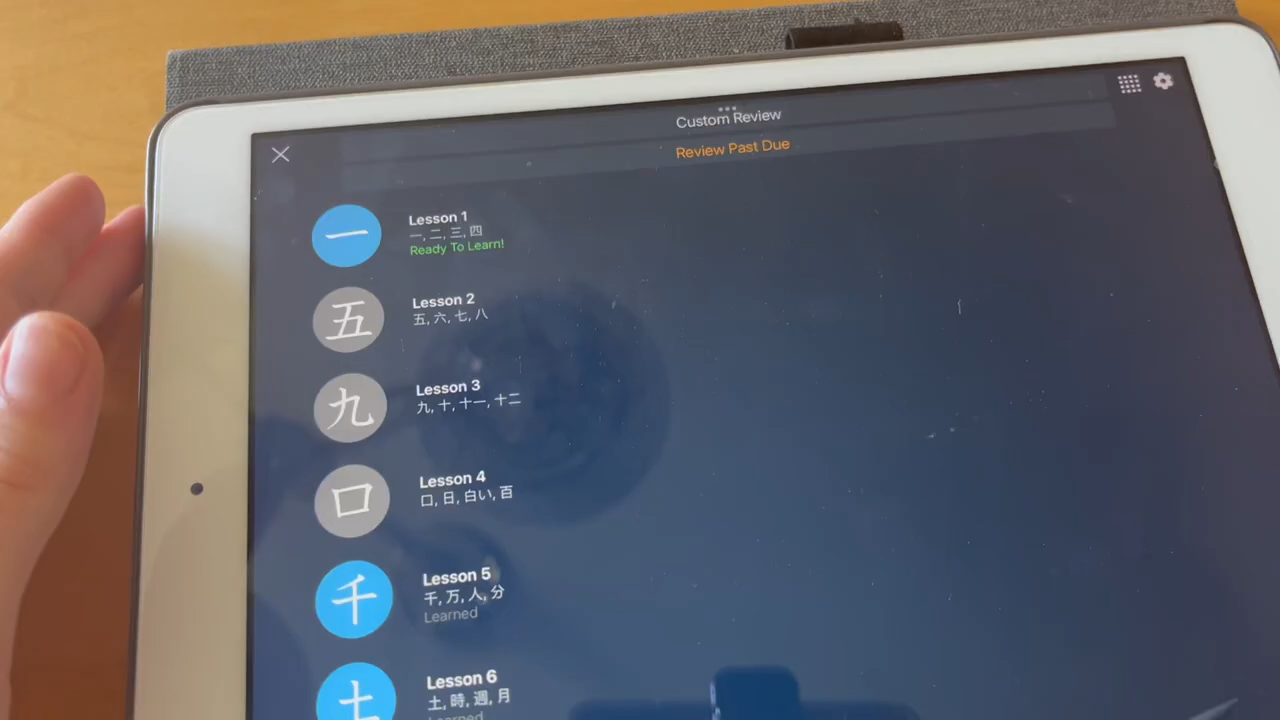 Custom Review
Review Past Due
一
Lesson 1
一, 二, 三, 四
Ready To Learn!
五
Lesson 2
五, 六, 七, 八
九
Lesson 3
九, 十, 十一, 十二
口
Lesson 4
口, 日, 白い, 百
千
Lesson 5
千, 万, 人, 分
Learned
土
Lesson 6
土, 時, 週, 月
Learned